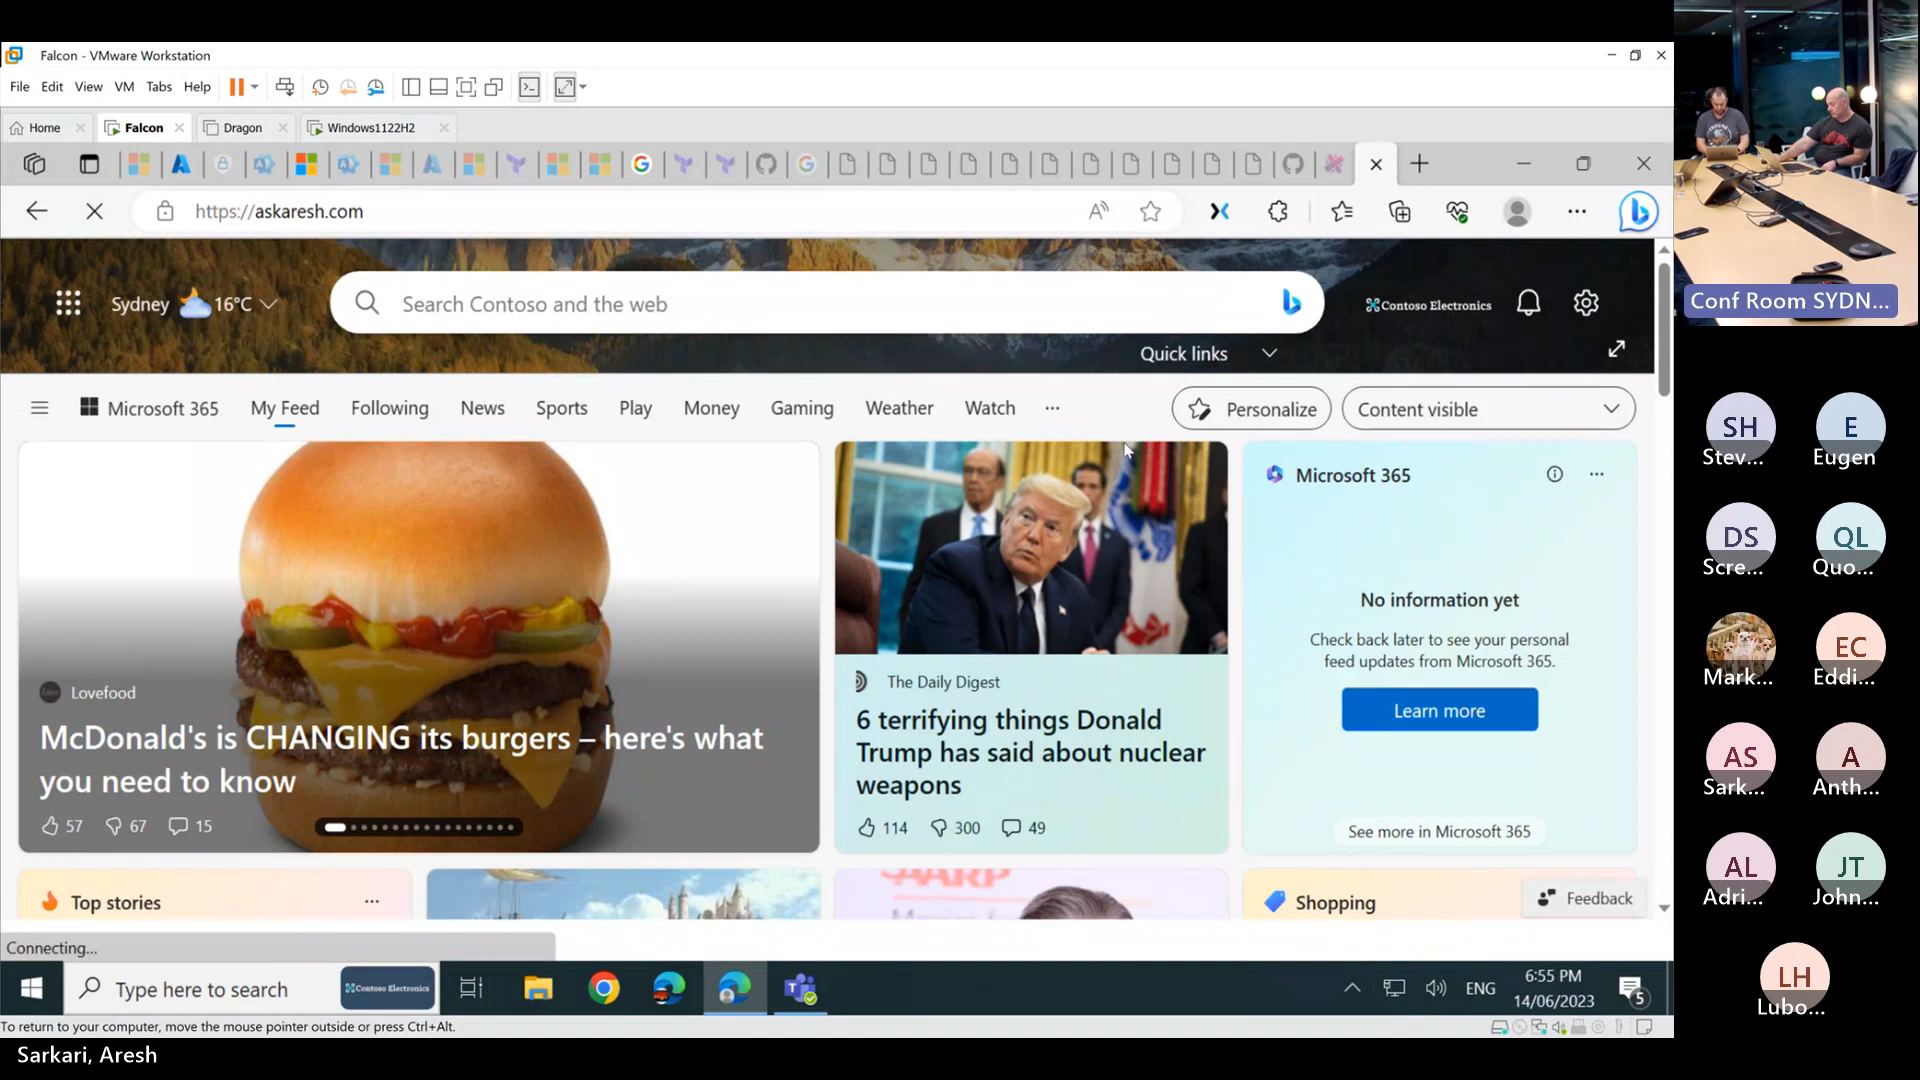 Falcon - VMware Workstation
File Edit View VM Tabs Help
Home Falcon Dragon Windows1122H2
https://askaresh.com
Sydney 16°C
Search Contoso and the web
Contoso Electronics
Quick links
Microsoft 365 My Feed Following News Sports Play Money Gaming Weather Watch ...
Personalize
Content visible
Lovefood
McDonald's is CHANGING its burgers – here's what
you need to know
57 67 15
The Daily Digest
6 terrifying things Donald
Trump has said about nuclear
weapons
114 300 49
Microsoft 365
No information yet
Check back later to see your personal
feed updates from Microsoft 365.
Learn more
See more in Microsoft 365
Top stories
AARP
Shopping
Feedback
Connecting...
Type here to search
Contoso Electronics
ENG
6:55 PM
14/06/2023
5
To return to your computer, move the mouse pointer outside or press Ctrl+Alt.
Sarkari, Aresh
Conf Room SYDN...
SH
Stev...
E
Eugen
DS
Scre...
QL
Quo...
Mark...
EC
Eddi...
AS
Sark...
A
Anth...
AL
Adri...
JT
John...
LH
Lubo...